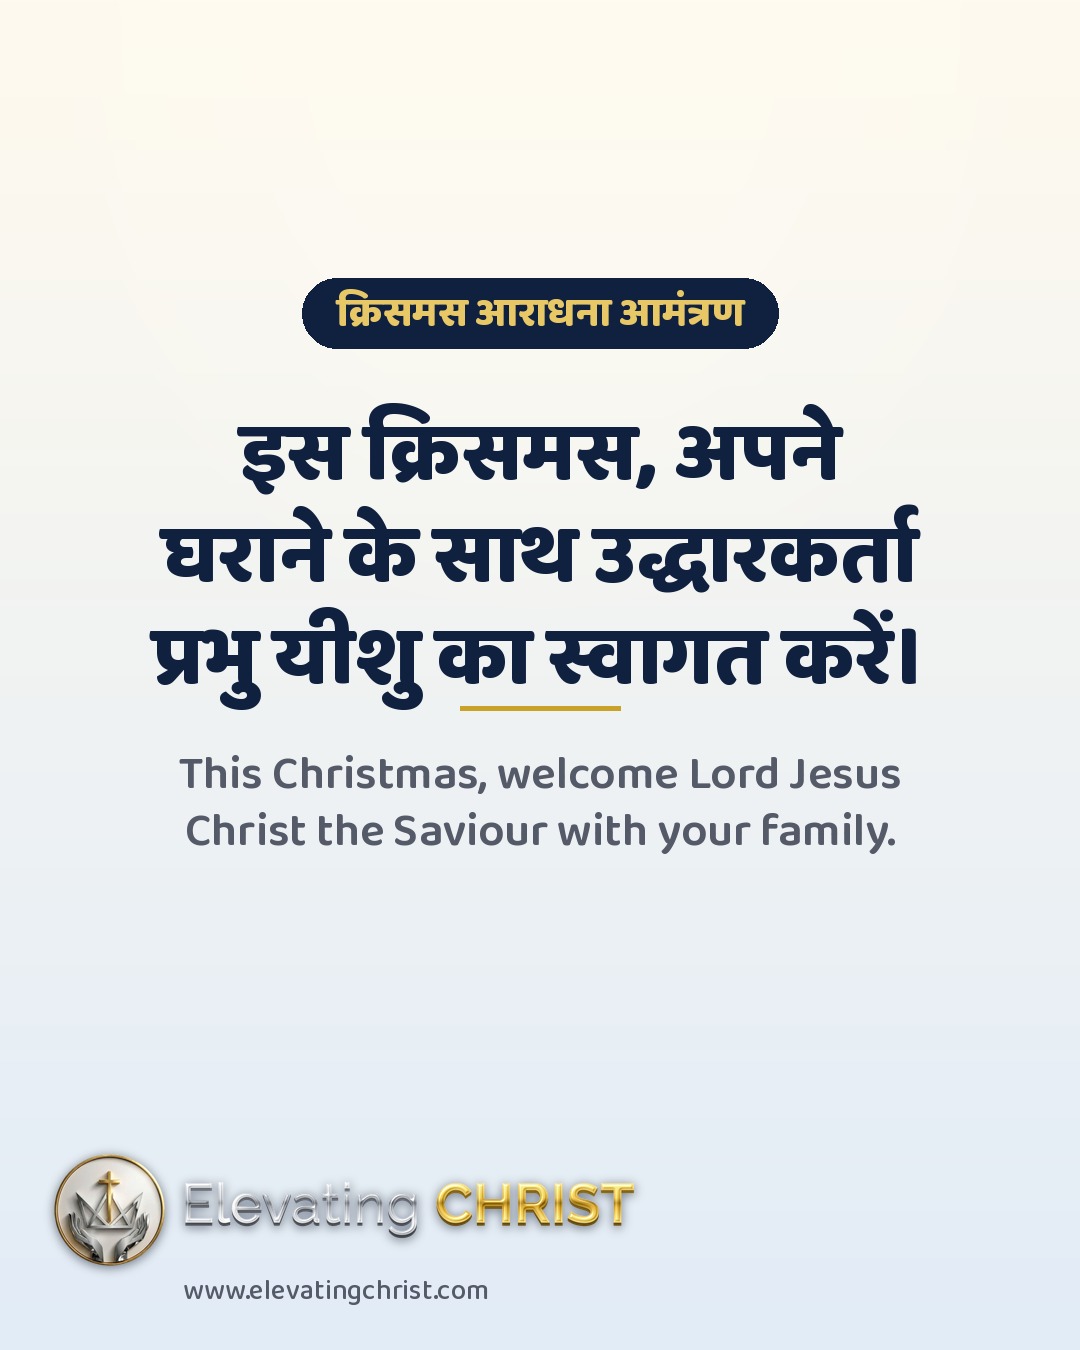 क्रिसमस आराधना आमंत्रण
इस क्रिसमस, अपने
घराने के साथ उद्धारकर्ता
प्रभु यीशु का स्वागत करें।
This Christmas, welcome Lord Jesus
Christ the Saviour with your family.
Elevating CHRIST
www.elevatingchrist.com